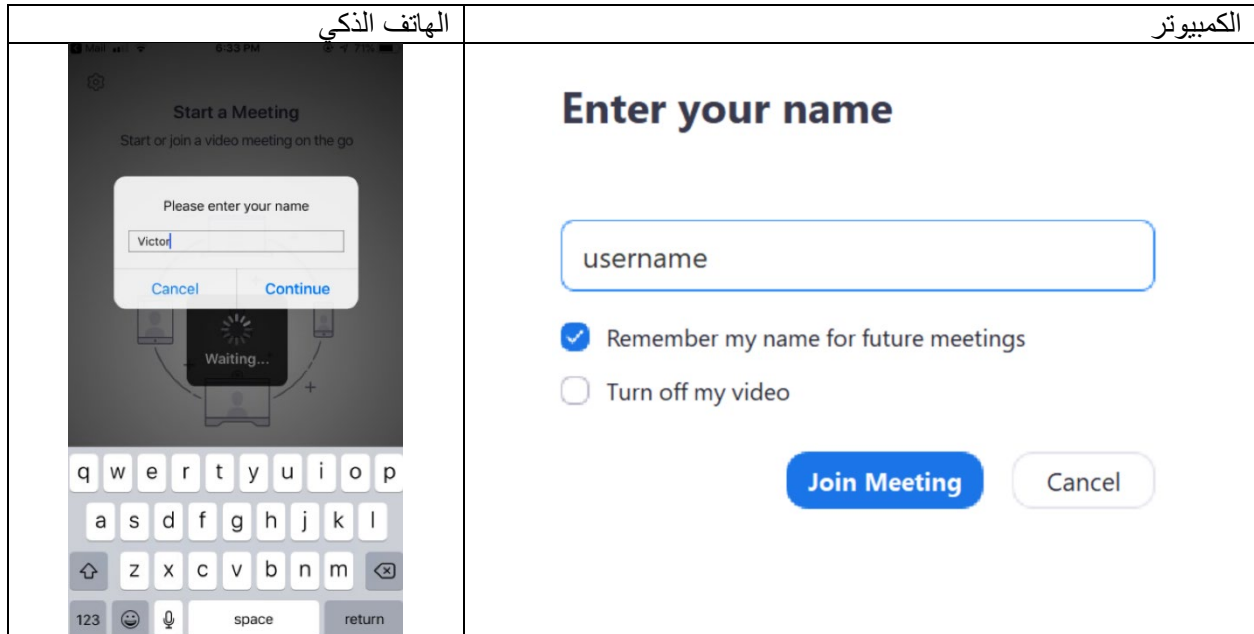 الكمبيوتر
الهاتف الذكي
Enter your name
username
Remember my name for future meetings
Turn off my video
Join Meeting
Cancel
Mail 6:33 PM 71%
Start a Meeting
Start or join a video meeting on the go
Please enter your name
Victor
Cancel Continue
Waiting...
q w e r t y u i o p
a s d f g h j k l
z x c v b n m
123 space return